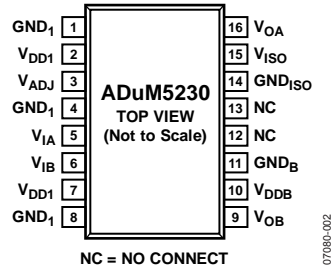 GND1 1 16 VOA
VDD1 2 15 VISO
VADJ 3 14 GNDISO
GND1 4 13 NC
VIA 5 12 NC
VIB 6 11 GNDB
VDD1 7 10 VDDB
GND1 8 9 VOB
ADuM5230
TOP VIEW
(Not to Scale)
NC = NO CONNECT
07080-002